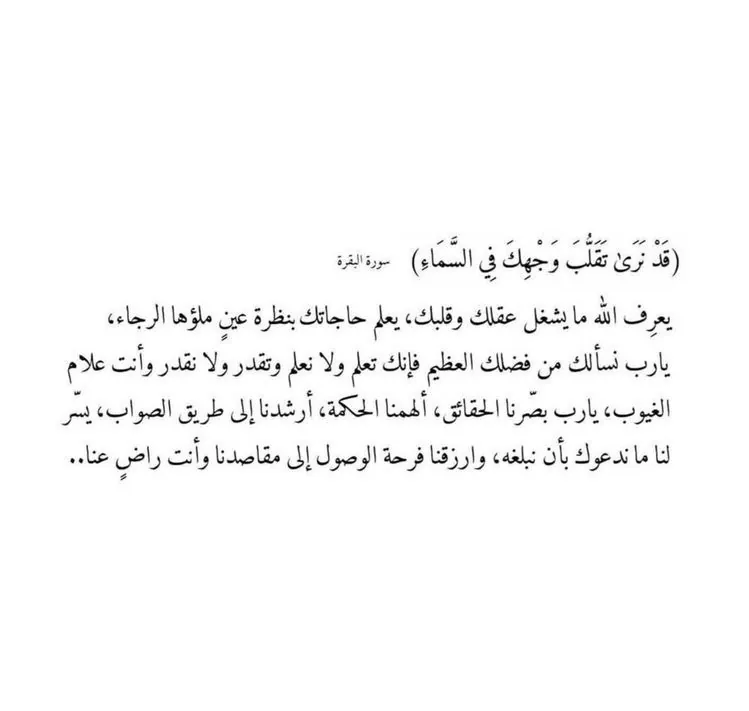 (قَدْ نَرَىٰ تَقَلُّبَ وَجْهِكَ فِي السَّمَاءِ) سورة البقرة
يعرِف الله ما يشغل عقلك وقلبك، يعلم حاجاتك بنظرة عينٍ ملؤها الرجاء،
يارب نسألك من فضلك العظيم فإنك تعلم ولا نعلم وتقدر ولا نقدر وأنت علام
الغيوب، يارب بصّرنا الحقائق، ألهمنا الحكمة، أرشدنا إلى طريق الصواب، يسّر
لنا ما ندعوك بأن نبلغه، وارزقنا فرحة الوصول إلى مقاصدنا وأنت راضٍ عنا..